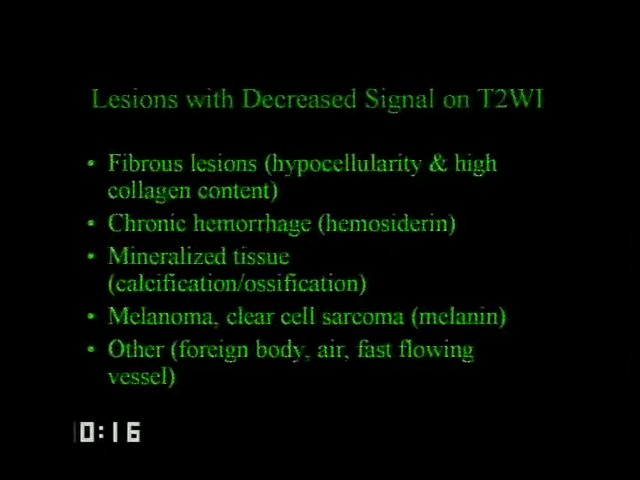 Lesions with Decreased Signal on T2WI
• Fibrous lesions (hypocellularity & high
collagen content)
• Chronic hemorrhage (hemosiderin)
• Mineralized tissue
(calcification/ossification)
• Melanoma, clear cell sarcoma (melanin)
• Other (foreign body, air, fast flowing
vessel)
0:16